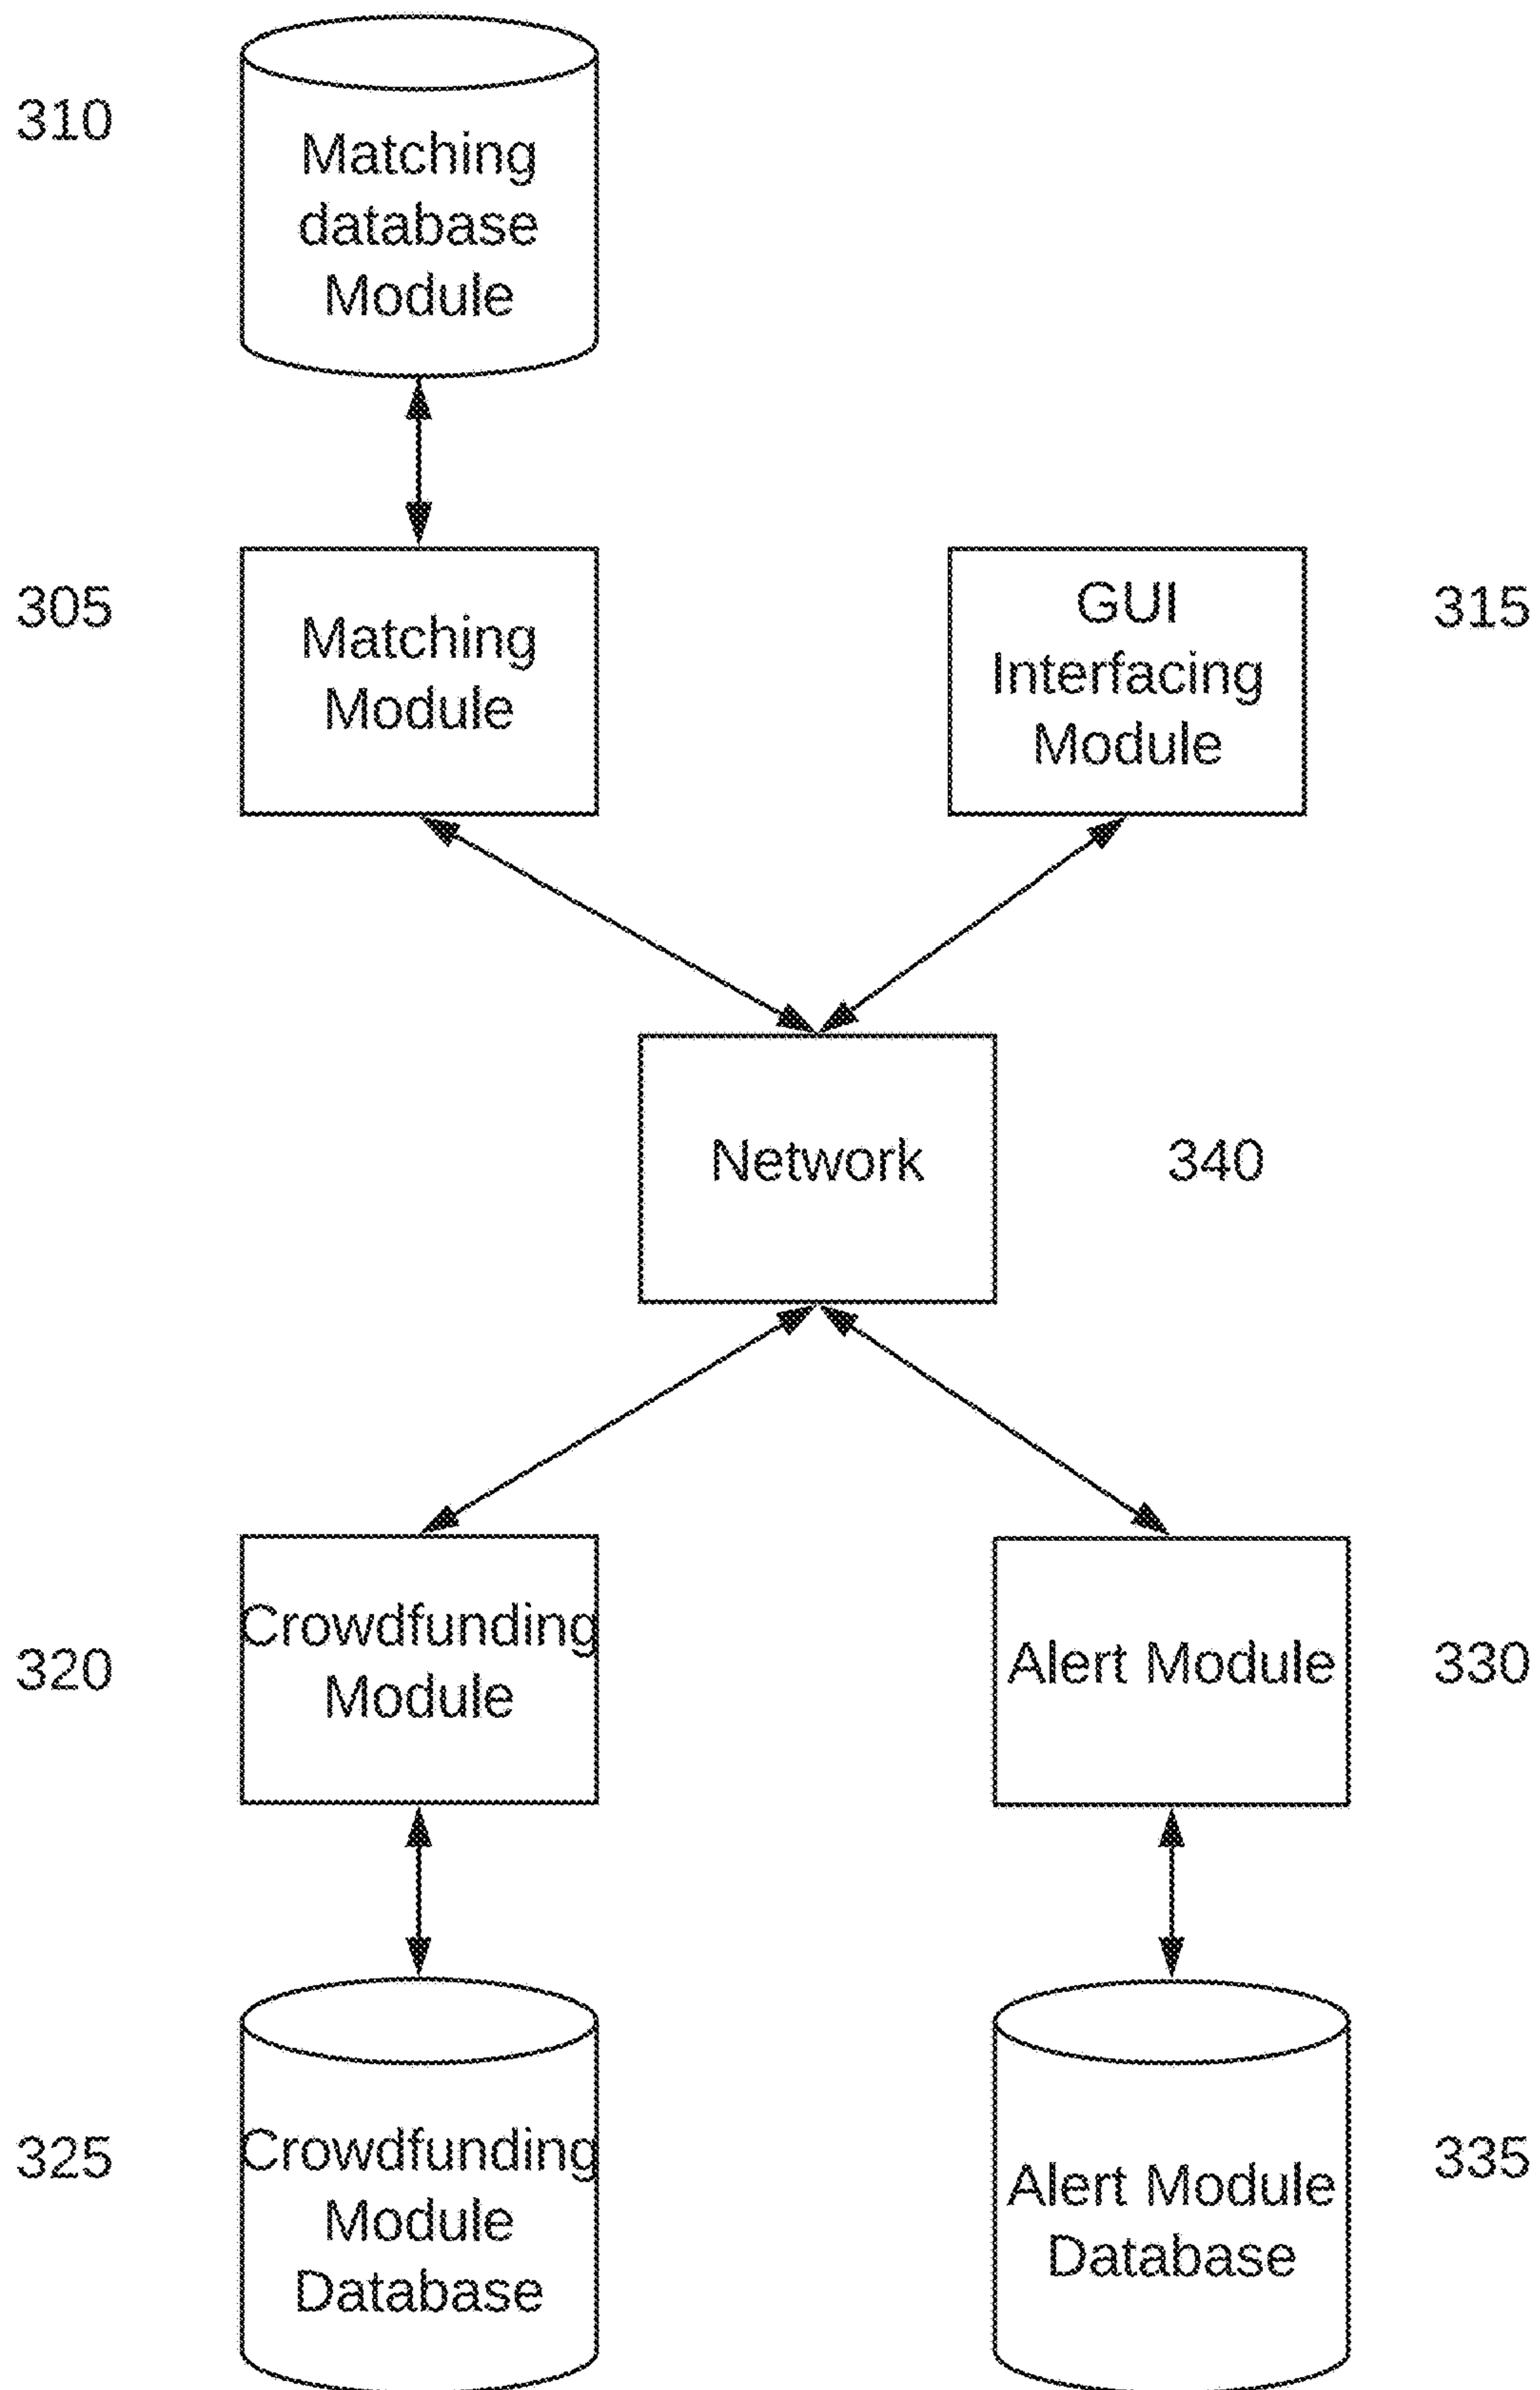 310
Matching
database
Module
305
Matching
Module
GUI
Interfacing
Module
315
Network
340
320
Crowdfunding
Module
Alert Module
330
325
Crowdfunding
Module
Database
Alert Module
Database
335